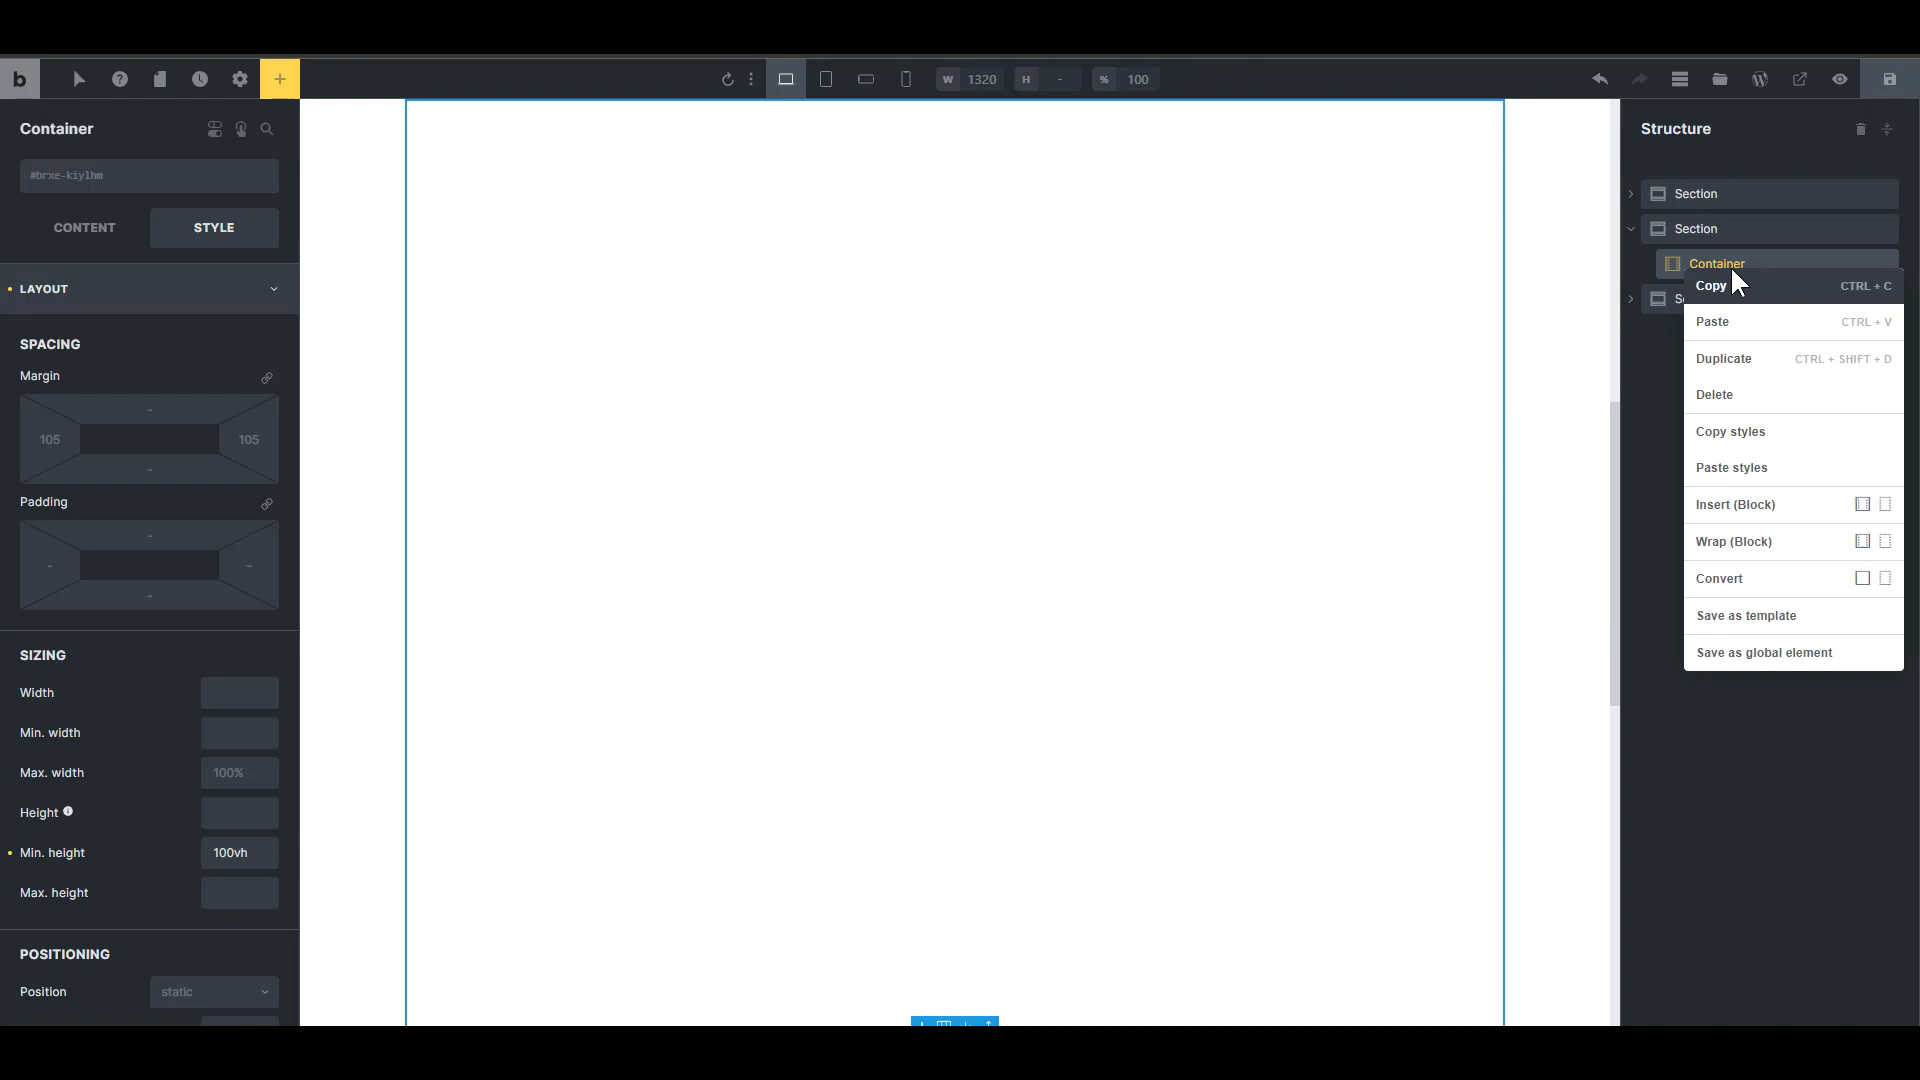 b
W 1320 H - % 100
Container
#brxe-kiylhm
CONTENT STYLE
LAYOUT
SPACING
Margin
-
105 105
-
Padding
-
- -
-
SIZING
Width
Min. width
Max. width 100%
Height
Min. height 100vh
Max. height
POSITIONING
Position static
Structure
Section
Section
Container
Copy CTRL + C
Paste CTRL + V
Duplicate CTRL + SHIFT + D
Delete
Copy styles
Paste styles
Insert (Block)
Wrap (Block)
Convert
Save as template
Save as global element